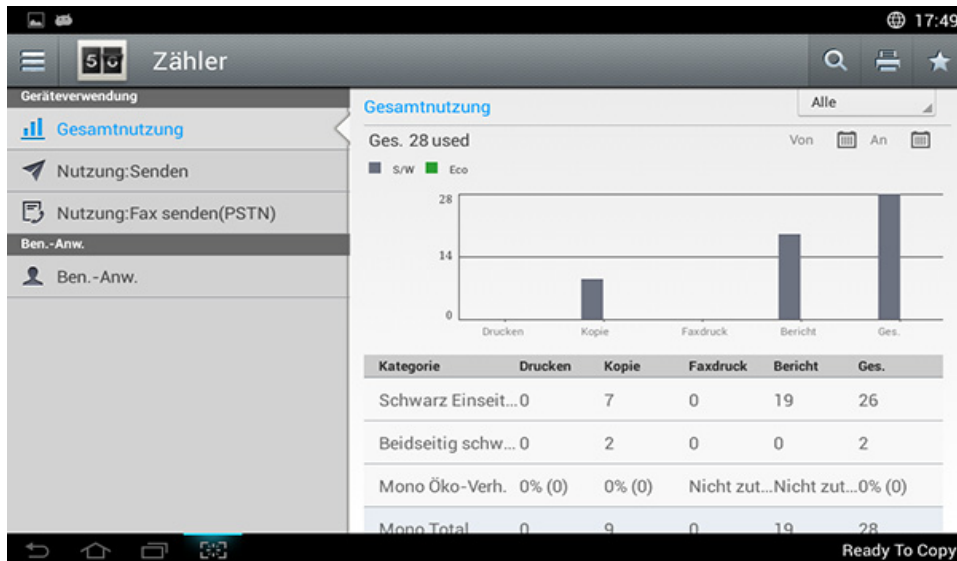 17:49
50 Zähler
Geräteverwendung
Gesamtnutzung
Nutzung:Senden
Nutzung:Fax senden(PSTN)
Ben.-Anw.
Ben.-Anw.
Gesamtnutzung
Alle
Ges. 28 used
Von An
S/W Eco
28
14
0
Drucken Kopie Faxdruck Bericht Ges.
Kategorie Drucken Kopie Faxdruck Bericht Ges.
Schwarz Einseit... 0 7 0 19 26
Beidseitig schw... 0 2 0 0 2
Mono Öko-Verh. 0% (0) 0% (0) Nicht zut... Nicht zut... 0% (0)
Mono Total 0 9 0 19 28
Ready To Copy